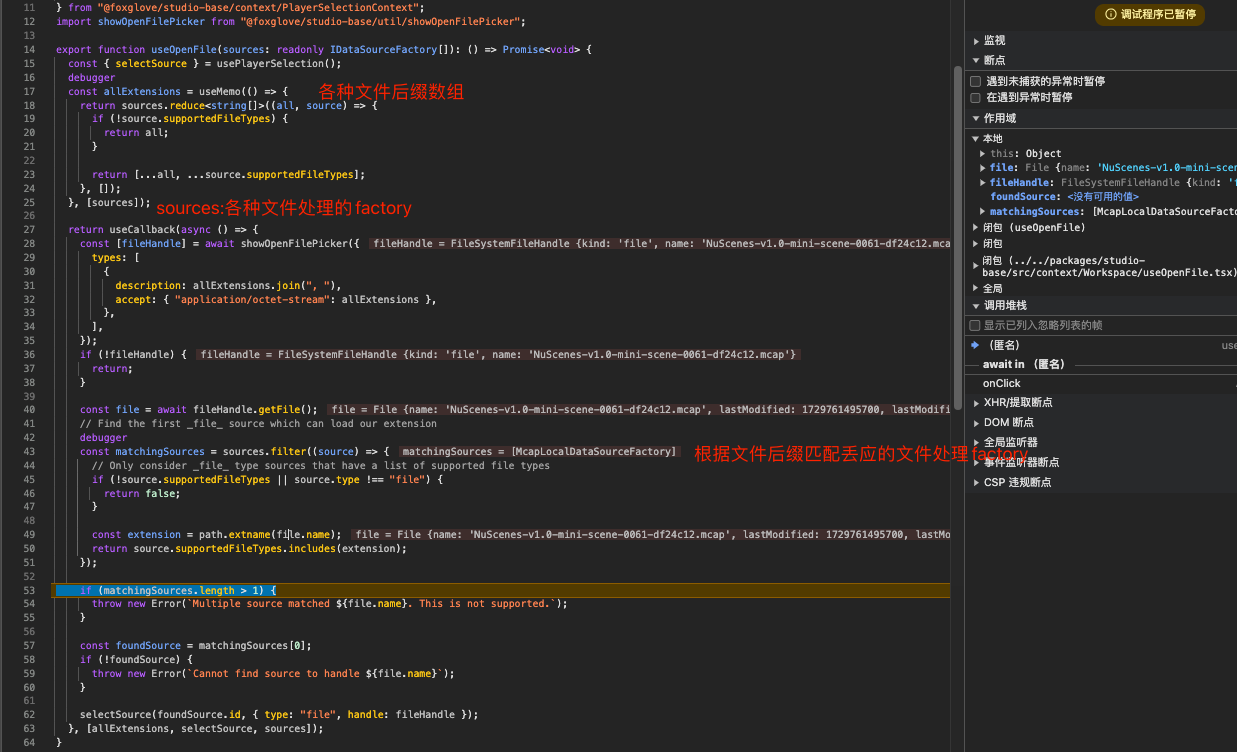 11 } from "@foxglove/studio-base/context/PlayerSelectionContext";
12 import showOpenFilePicker from "@foxglove/studio-base/util/showOpenFilePicker";
13
14 export function useOpenFile(sources: readonly IDataSourceFactory[]): () => Promise<void> {
15 const { selectSource } = usePlayerSelection();
16 debugger
17 const allExtensions = useMemo(() => {
各种文件后缀数组
18 return sources.reduce<string[]>((all, source) => {
19 if (!source.supportedFileTypes) {
20 return all;
21 }
22
23 return [...all, ...source.supportedFileTypes];
24 }, []);
25 }, [sources]);
sources:各种文件处理的factory
26
27 return useCallback(async () => {
28 const [fileHandle] = await showOpenFilePicker({ fileHandle = FileSystemFileHandle {kind: 'file', name: 'NuScenes-v1.0-mini-scene-0061-df24c12.mca
29 types: [
30 {
31 description: allExtensions.join(", "),
32 accept: { "application/octet-stream": allExtensions },
33 },
34 ],
35 });
36 if (!fileHandle) { fileHandle = FileSystemFileHandle {kind: 'file', name: 'NuScenes-v1.0-mini-scene-0061-df24c12.mcap'}
37 return;
38 }
39
40 const file = await fileHandle.getFile(); file = File {name: 'NuScenes-v1.0-mini-scene-0061-df24c12.mcap', lastModified: 1729761495700, lastModifi
41 // Find the first _file_ source which can load our extension
42 debugger
43 const matchingSources = sources.filter((source) => { matchingSources = [McapLocalDataSourceFactory]
根据文件后缀匹配丢应的文件处理factory
44 // Only consider _file_ type sources that have a list of supported file types
45 if (!source.supportedFileTypes || source.type !== "file") {
46 return false;
47 }
48
49 const extension = path.extname(file.name); file = File {name: 'NuScenes-v1.0-mini-scene-0061-df24c12.mcap', lastModified: 1729761495700, lastMo
50 return source.supportedFileTypes.includes(extension);
51 });
52
53 if (matchingSources.length > 1) {
54 throw new Error(`Multiple source matched ${file.name}. This is not supported.`);
55 }
56
57 const foundSource = matchingSources[0];
58 if (!foundSource) {
59 throw new Error(`Cannot find source to handle ${file.name}`);
60 }
61
62 selectSource(foundSource.id, { type: "file", handle: fileHandle });
63 }, [allExtensions, selectSource, sources]);
64 }
调试程序已暂停
监视
断点
遇到未捕获的异常时暂停
在遇到异常时暂停
作用域
本地
this: Object
file: File {name: 'NuScenes-v1.0-mini-scen
fileHandle: FileSystemFileHandle {kind: 'f
foundSource: <没有可用的值>
matchingSources: [McapLocalDataSourceFacto
闭包 (useOpenFile)
闭包
闭包 (../../packages/studio-
base/src/context/Workspace/useOpenFile.tsx)
全局
调用堆栈
显示已列入忽略列表的帧
(匿名) use
await in (匿名)
onClick
XHR/提取断点
DOM 断点
全局监听器
事件监听器断点
CSP 违规断点